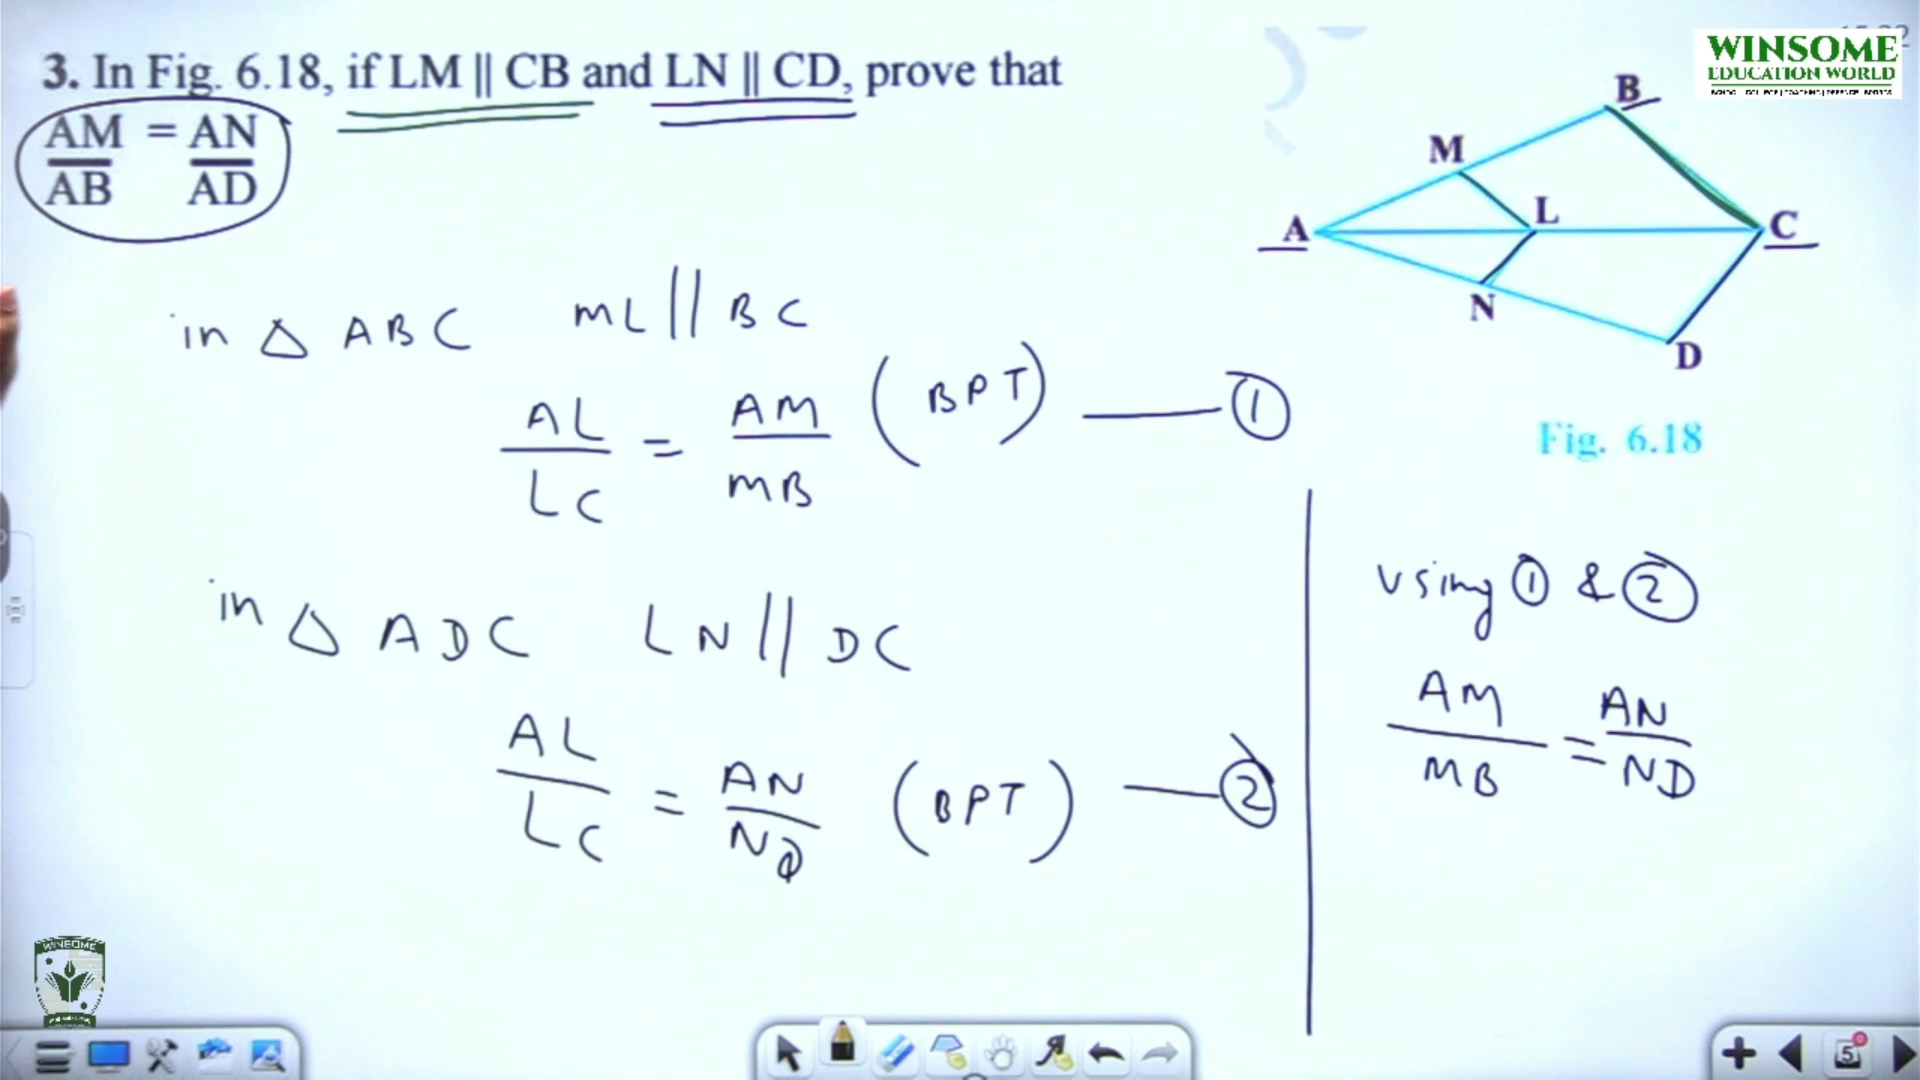 3. In Fig. 6.18, if LM || CB and LN || CD, prove that
AM = AN
AB AD
WINSOME
EDUCATION WORLD
B
M
L
A
C
N
D
Fig. 6.18
in △ ABC ML || BC
AL = AM (BPT) — 1
LC MB
in △ ADC LN || DC
AL = AN (BPT) — 2
LC ND
Using 1 & 2
AM = AN
MB ND
WINSOME
5